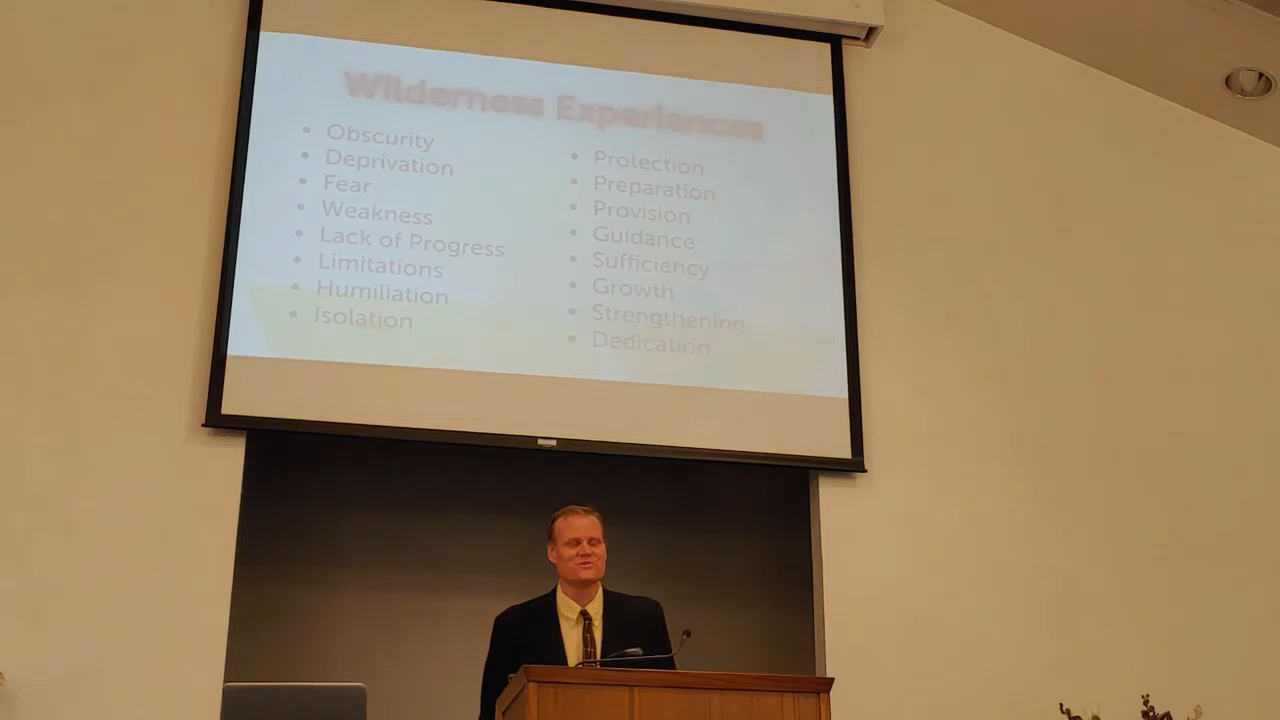 Wilderness Experiences
• Obscurity
• Deprivation
• Fear
• Weakness
• Lack of Progress
• Limitations
• Humiliation
• Isolation
• Protection
• Preparation
• Provision
• Guidance
• Sufficiency
• Growth
• Strengthening
• Dedication